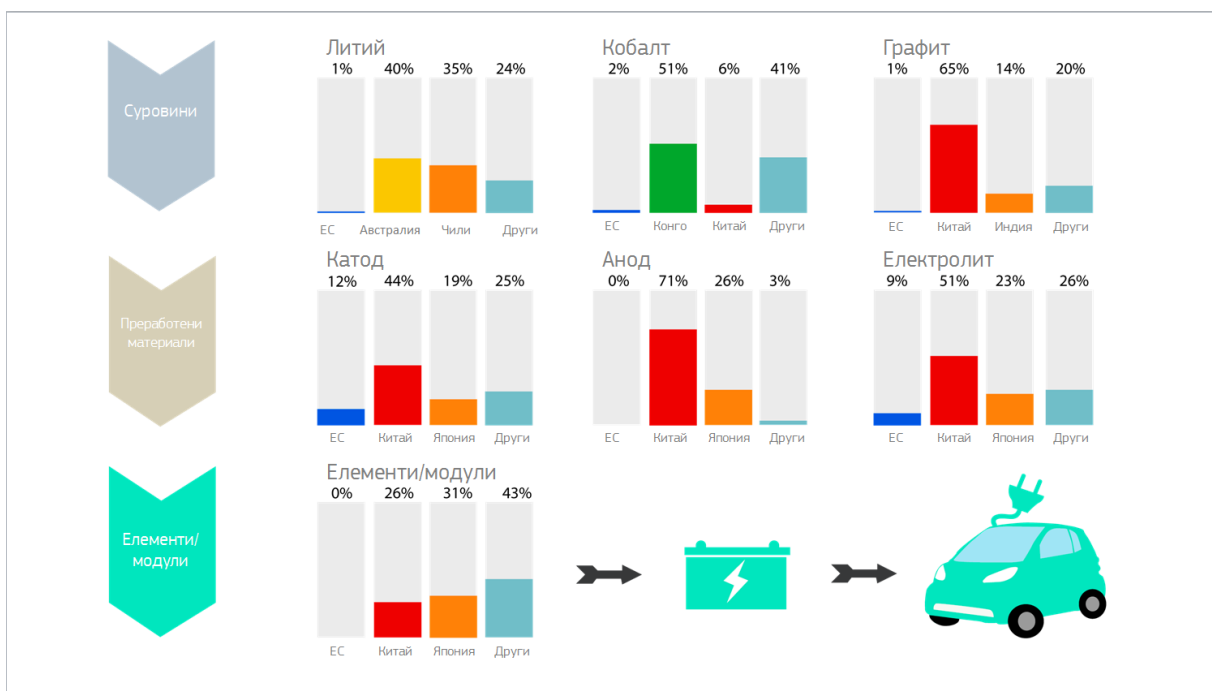 Суровини
Литий
1% 40% 35% 24%
ЕС Австралия Чили Други
Кобалт
2% 51% 6% 41%
ЕС Конго Китай Други
Графит
1% 65% 14% 20%
ЕС Китай Индия Други
Преработени
материали
Катод
12% 44% 19% 25%
ЕС Китай Япония Други
Анод
0% 71% 26% 3%
ЕС Китай Япония Други
Електролит
9% 51% 23% 26%
ЕС Китай Япония Други
Елементи/
модули
Елементи/модули
0% 26% 31% 43%
ЕС Китай Япония Други